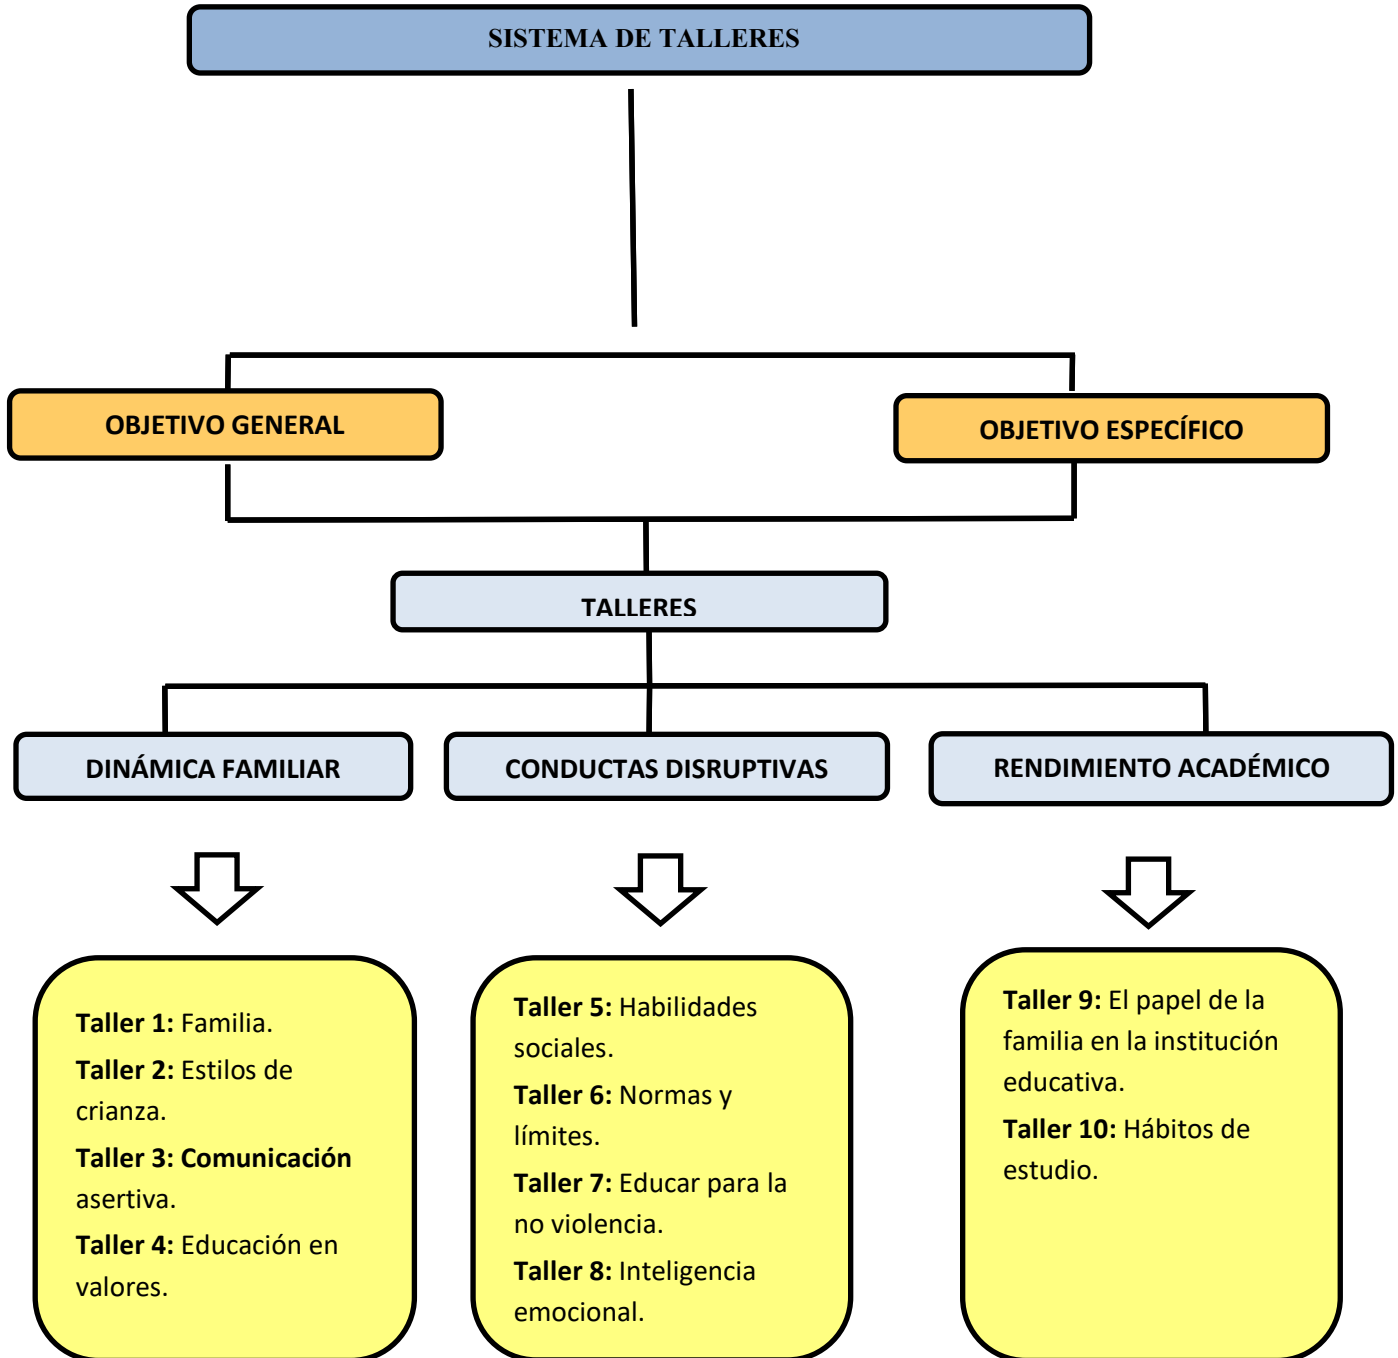 SISTEMA DE TALLERES
OBJETIVO GENERAL
OBJETIVO ESPECÍFICO
TALLERES
DINÁMICA FAMILIAR
CONDUCTAS DISRUPTIVAS
RENDIMIENTO ACADÉMICO
Taller 1: Familia.
Taller 2: Estilos de
crianza.
Taller 3: Comunicación
asertiva.
Taller 4: Educación en
valores.
Taller 5: Habilidades
sociales.
Taller 6: Normas y
límites.
Taller 7: Educar para la
no violencia.
Taller 8: Inteligencia
emocional.
Taller 9: El papel de la
familia en la institución
educativa.
Taller 10: Hábitos de
estudio.